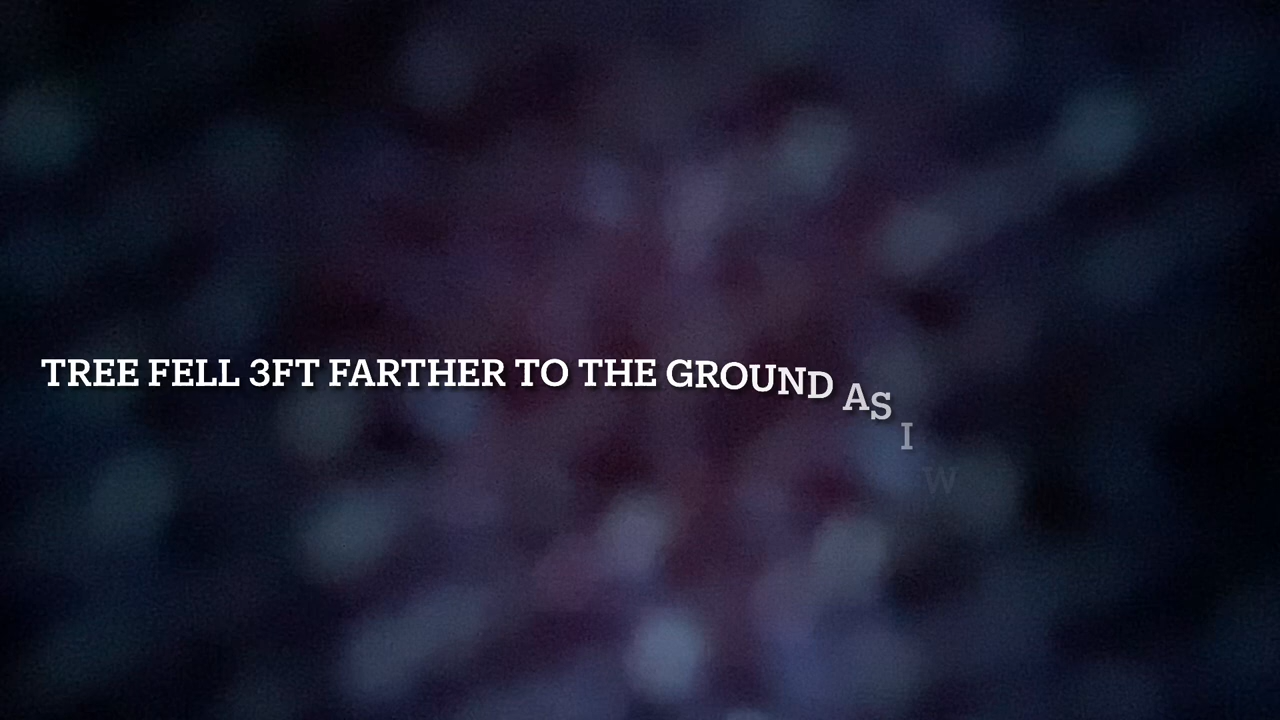 TREE FELL 3FT FARTHER TO THE GROUND AS I W